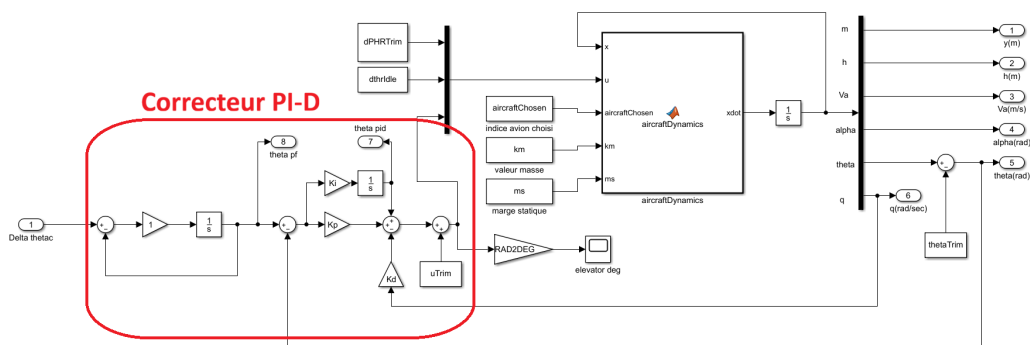 m
1
y(m)
dPHRTrim
x
h
2
h(m)
dthrIdle
u
Va
3
Va(m/s)
Correcteur PI-D
aircraftChosen
indice avion choisi
aircraftChosen
aircraftDynamics
xdot
1
s
alpha
4
alpha(rad)
theta pid
7
8
theta pf
km
valeur masse
km
theta
5
theta(rad)
Ki
1
s
ms
marge statique
ms
aircraftDynamics
q
6
q(rad/sec)
1
Delta thetac
1
1
s
Kp
RAD2DEG
elevator deg
thetaTrim
Kd
uTrim